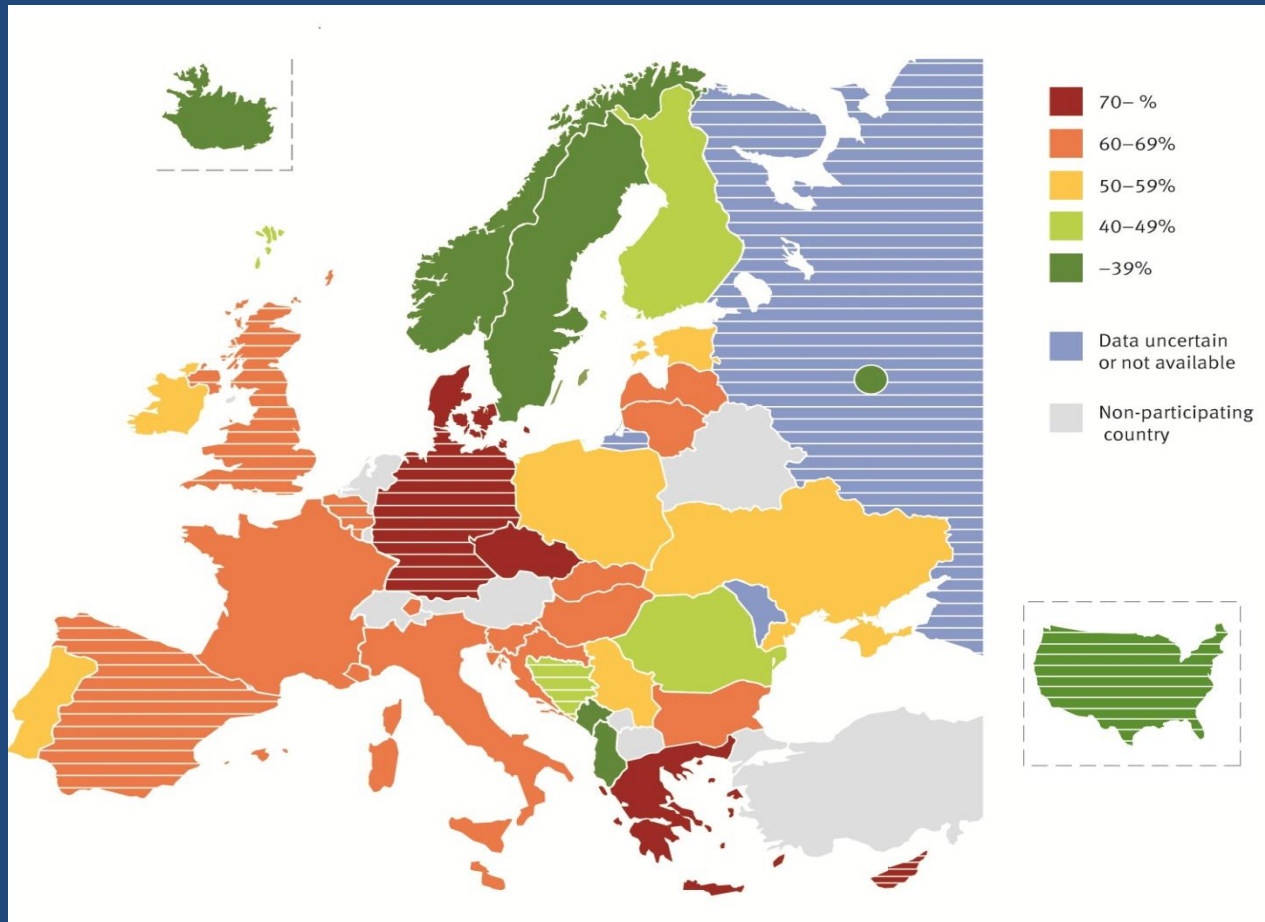 70– %
60–69%
50–59%
40–49%
–39%
Data uncertain
or not available
Non-participating
country